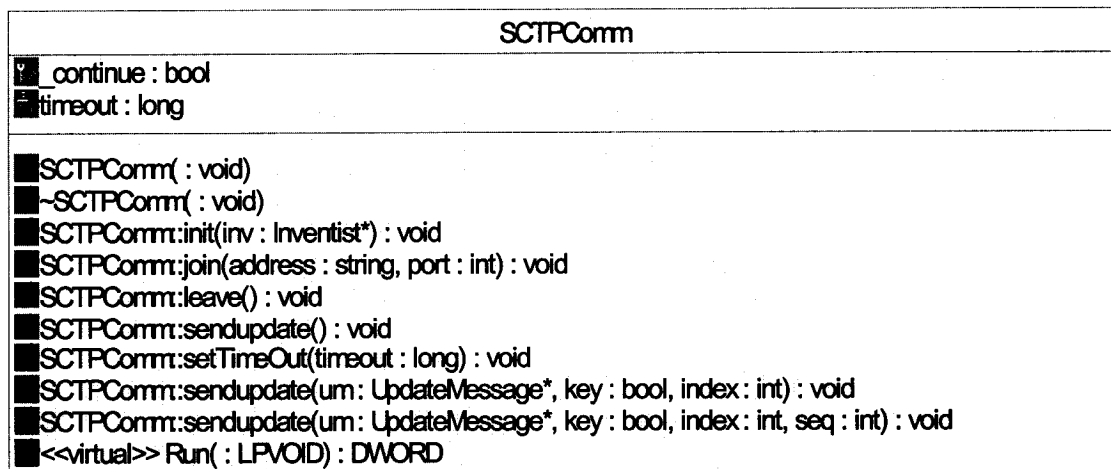 SCTPComm
_continue : bool
timeout : long
SCTPComm( : void)
~SCTPComm( : void)
SCTPComm::init(inv : Inventist*) : void
SCTPComm::join(address : string, port : int) : void
SCTPComm::leave() : void
SCTPComm::sendupdate() : void
SCTPComm::setTimeOut(timeout : long) : void
SCTPComm::sendupdate(um : UpdateMessage*, key : bool, index : int) : void
SCTPComm::sendupdate(um : UpdateMessage*, key : bool, index : int, seq : int) : void
<<virtual>> Run( : LPVOID) : DWORD